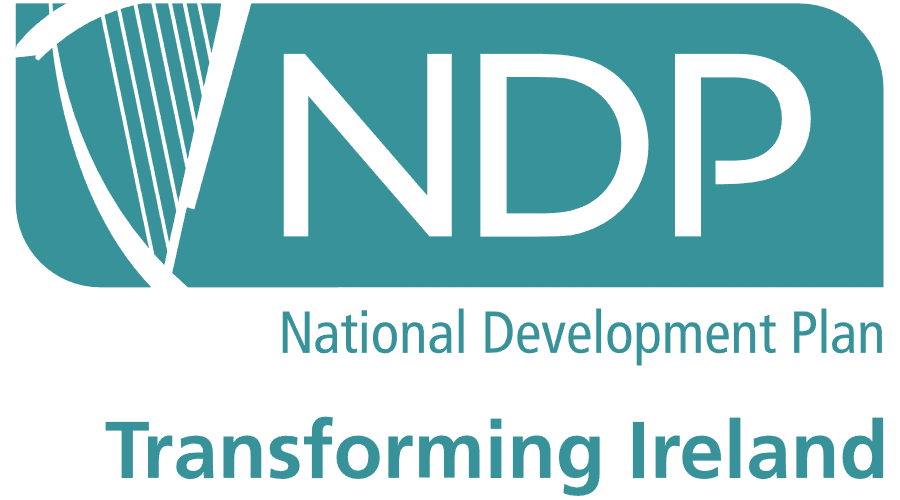 NDP
National Development Plan
Transforming Ireland